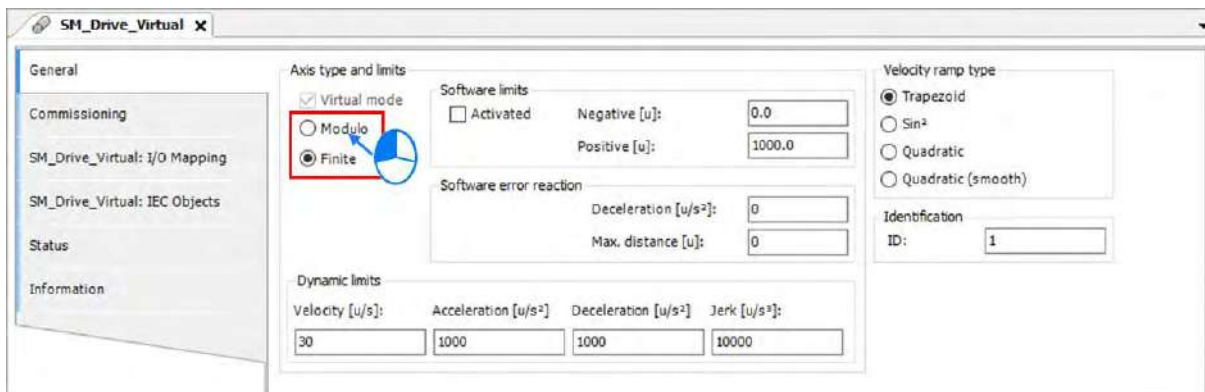 SM_Drive_Virtual X
General
Commissioning
SM_Drive_Virtual: I/O Mapping
SM_Drive_Virtual: IEC Objects
Status
Information
Axis type and limits
Virtual mode
Modulo
Finite
Software limits
Activated
Negative [u]: 0.0
Positive [u]: 1000.0
Software error reaction
Deceleration [u/s²]: 0
Max. distance [u]: 0
Dynamic limits
Velocity [u/s]: Acceleration [u/s²] Deceleration [u/s²] Jerk [u/s³]:
30 1000 1000 10000
Velocity ramp type
Trapezoid
Sin²
Quadratic
Quadratic (smooth)
Identification
ID: 1